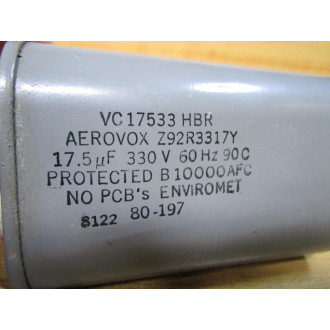 VC17533 HBR
AEROVOX Z92R3317Y
17.5µF 330V 60Hz 90C
PROTECTED B10000AFC
NO PCB's ENVIROMET
8122 80-197